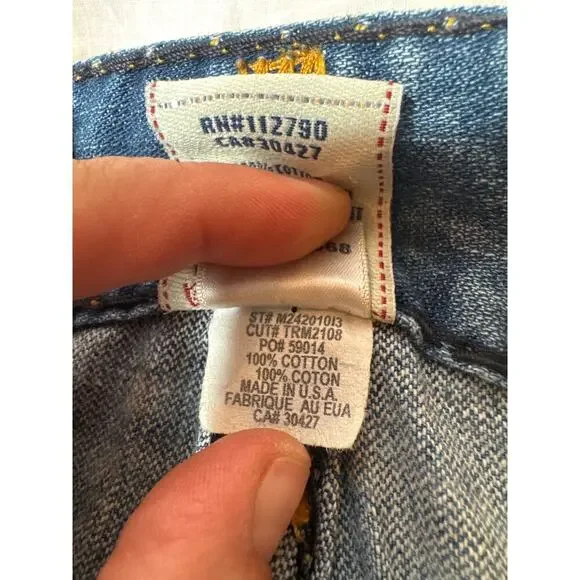 RN#112790
CA#30427
ST# M24201013
CUT# TRM2108
PO# 59014
100% COTTON
100% COTON
MADE IN U.S.A.
FABRIQUE AU EUA
CA# 30427